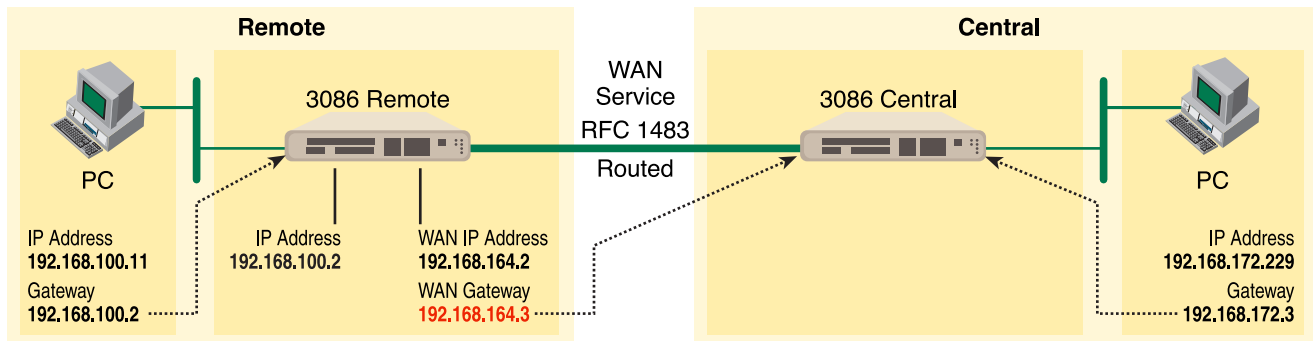 Remote
Central
PC
3086 Remote
WAN
Service
RFC 1483
Routed
3086 Central
PC
IP Address
192.168.100.11
Gateway
192.168.100.2
IP Address
192.168.100.2
WAN IP Address
192.168.164.2
WAN Gateway
192.168.164.3
IP Address
192.168.172.229
Gateway
192.168.172.3